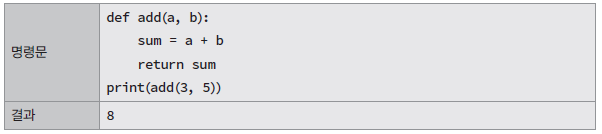 명령문
def add(a, b):
    sum = a + b
    return sum
print(add(3, 5))
결과
8